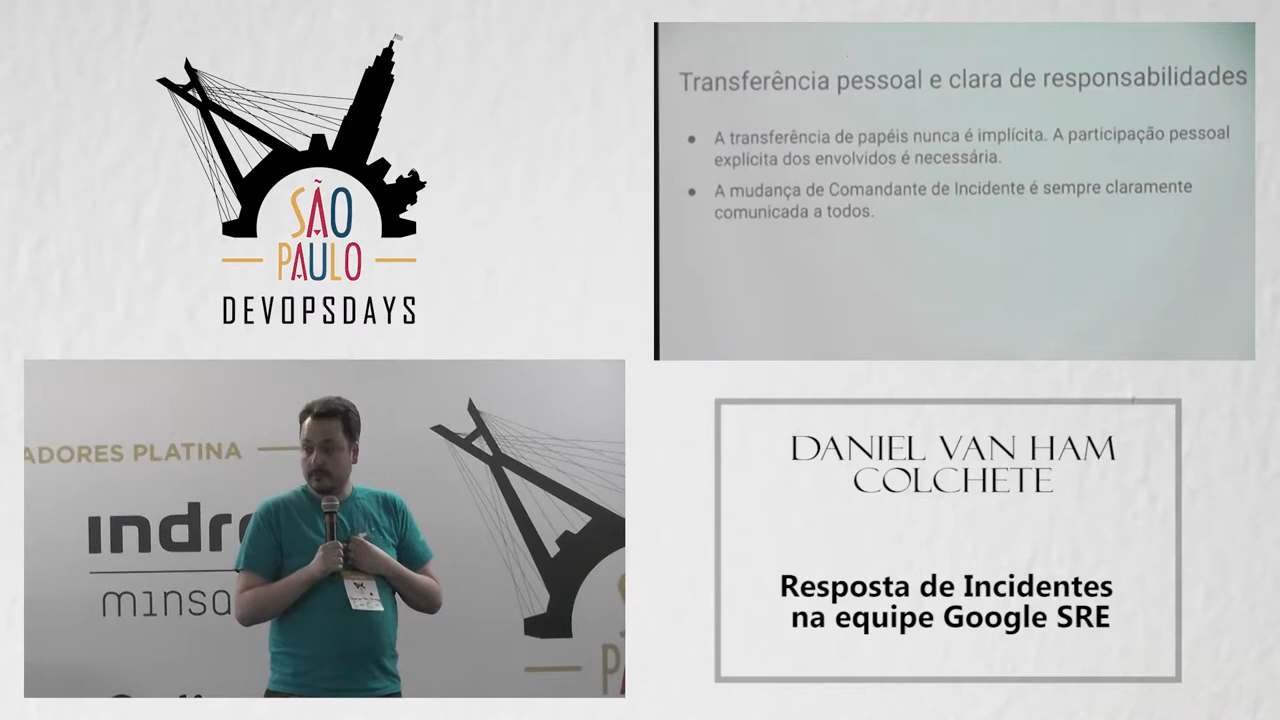 SÃO
PAULO
DEVOPSDAYS
Transferência pessoal e clara de responsabilidades
● A transferência de papéis nunca é implícita. A participação pessoal
explícita dos envolvidos é necessária.
● A mudança de Comandante de Incidente é sempre claramente
comunicada a todos.
ADORES PLATINA
indr
minsa
DANIEL VAN HAM
COLCHETE
Resposta de Incidentes
na equipe Google SRE